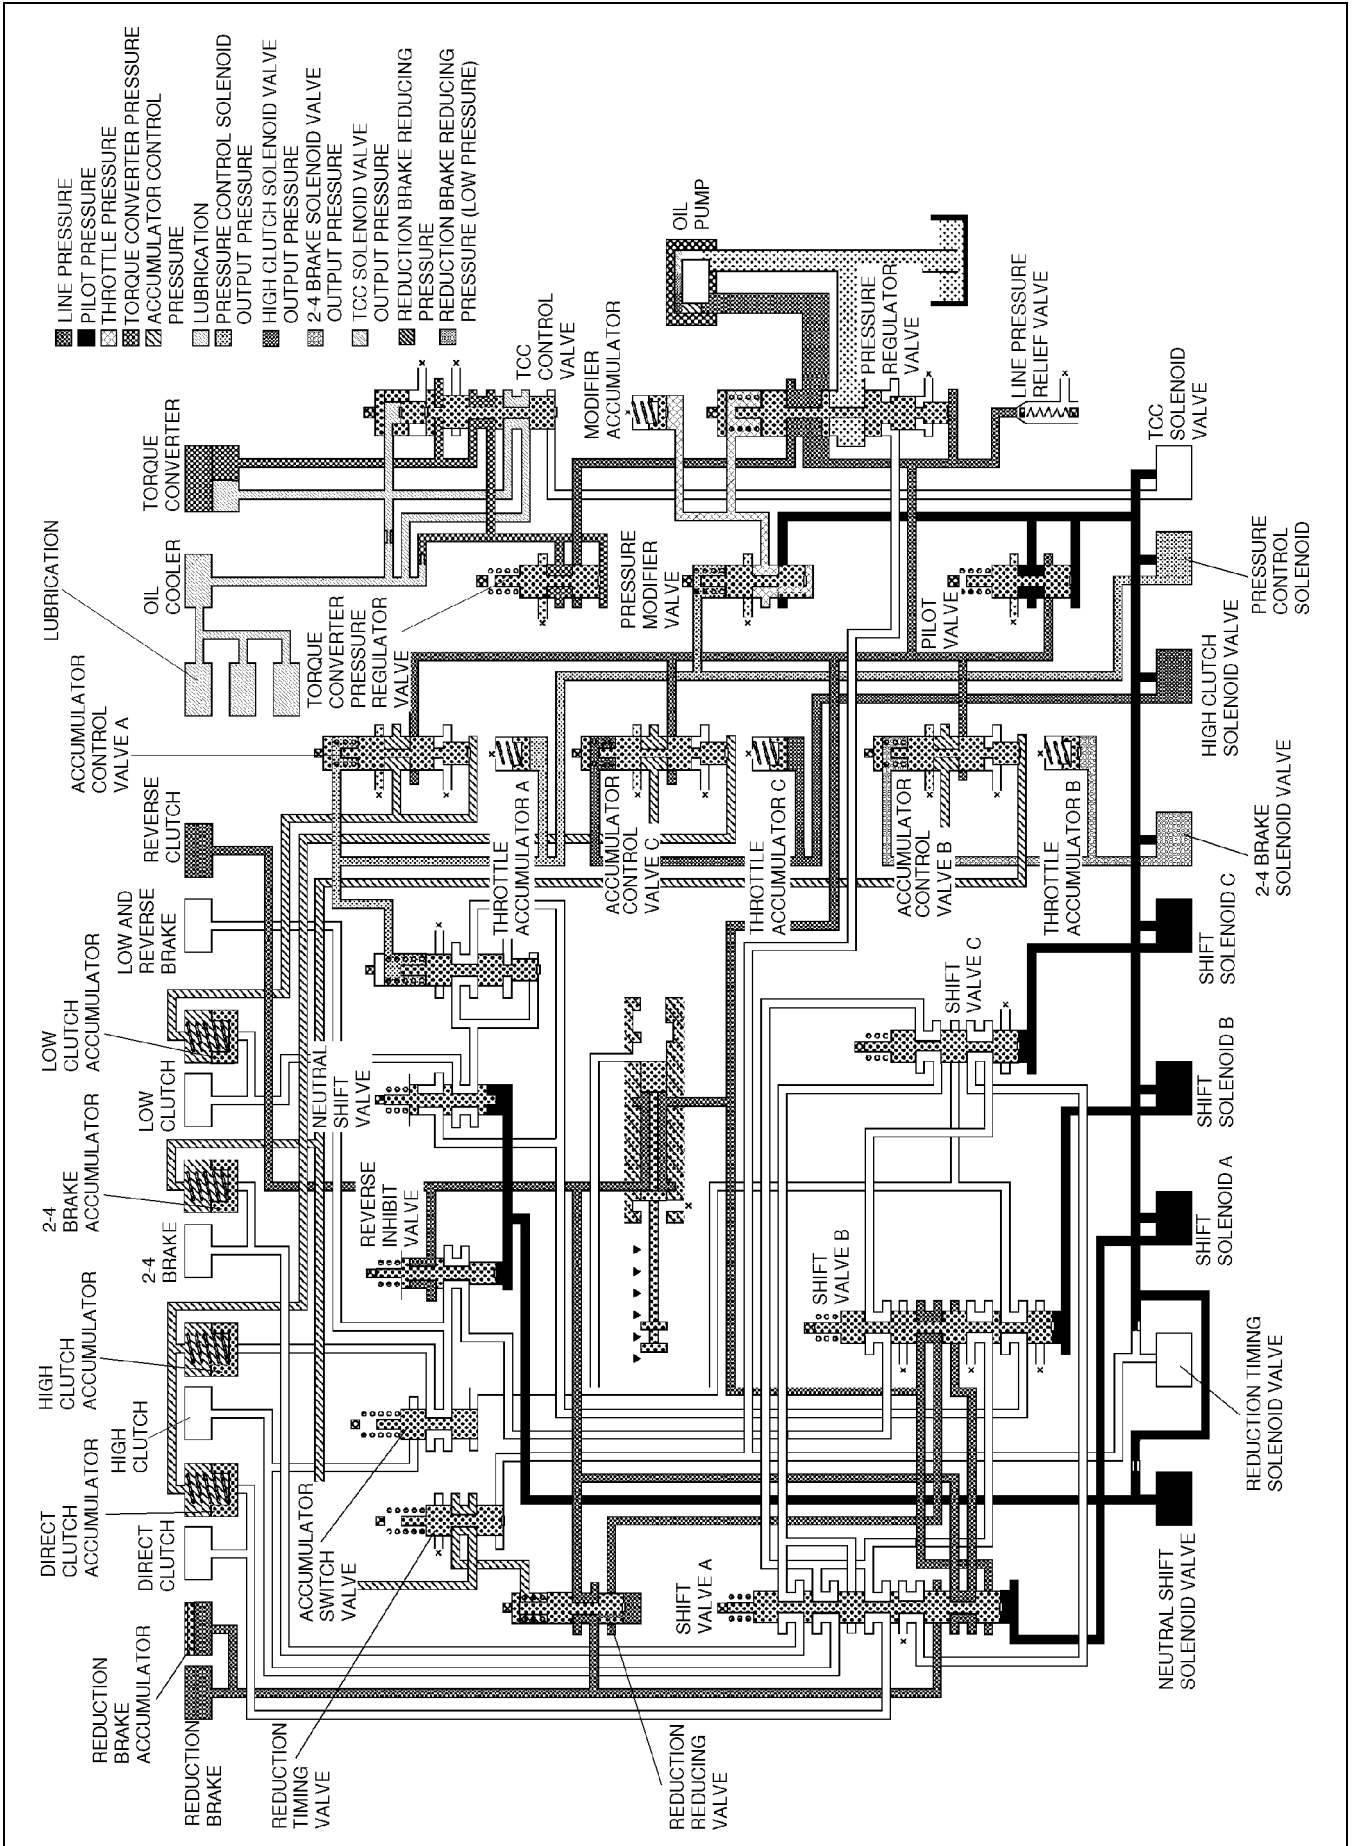 LINE PRESSURE
PILOT PRESSURE
THROTTLE PRESSURE
TORQUE CONVERTER PRESSURE
ACCUMULATOR CONTROL
PRESSURE
LUBRICATION
PRESSURE CONTROL SOLENOID
OUTPUT PRESSURE
HIGH CLUTCH SOLENOID VALVE
OUTPUT PRESSURE
2-4 BRAKE SOLENOID VALVE
OUTPUT PRESSURE
TCC SOLENOID VALVE
OUTPUT PRESSURE
REDUCTION BRAKE REDUCING
PRESSURE
REDUCTION BRAKE REDUCING
PRESSURE (LOW PRESSURE)
REDUCTION
BRAKE
REDUCTION
BRAKE
ACCUMULATOR
DIRECT
CLUTCH
DIRECT
CLUTCH
ACCUMULATOR
HIGH
CLUTCH
HIGH
CLUTCH
ACCUMULATOR
2-4
BRAKE
2-4
BRAKE
ACCUMULATOR
LOW
CLUTCH
LOW
CLUTCH
ACCUMULATOR
LOW AND
REVERSE
BRAKE
REVERSE
CLUTCH
ACCUMULATOR
CONTROL
VALVE A
LUBRICATION
OIL
COOLER
TORQUE
CONVERTER
TCC
CONTROL
VALVE
REDUCTION
TIMING
VALVE
ACCUMULATOR
SWITCH
VALVE
REVERSE
INHIBIT
VALVE
NEUTRAL
SHIFT
VALVE
THROTTLE
ACCUMULATOR A
TORQUE
CONVERTER
PRESSURE
REGULATOR
VALVE
MODIFIER
ACCUMULATOR
OIL
PUMP
ACCUMULATOR
CONTROL
VALVE C
PRESSURE
MODIFIER
VALVE
REDUCTION
REDUCING
VALVE
SHIFT
VALVE A
SHIFT
VALVE B
SHIFT
VALVE C
THROTTLE
ACCUMULATOR C
PRESSURE
REGULATOR
VALVE
ACCUMULATOR
CONTROL
VALVE B
PILOT
VALVE
LINE PRESSURE
RELIEF VALVE
THROTTLE
ACCUMULATOR B
NEUTRAL SHIFT
SOLENOID VALVE
REDUCTION TIMING
SOLENOID VALVE
SHIFT
SOLENOID A
SHIFT
SOLENOID B
SHIFT
SOLENOID C
2-4 BRAKE
SOLENOID VALVE
HIGH CLUTCH
SOLENOID VALVE
PRESSURE
CONTROL
SOLENOID
TCC
SOLENOID
VALVE